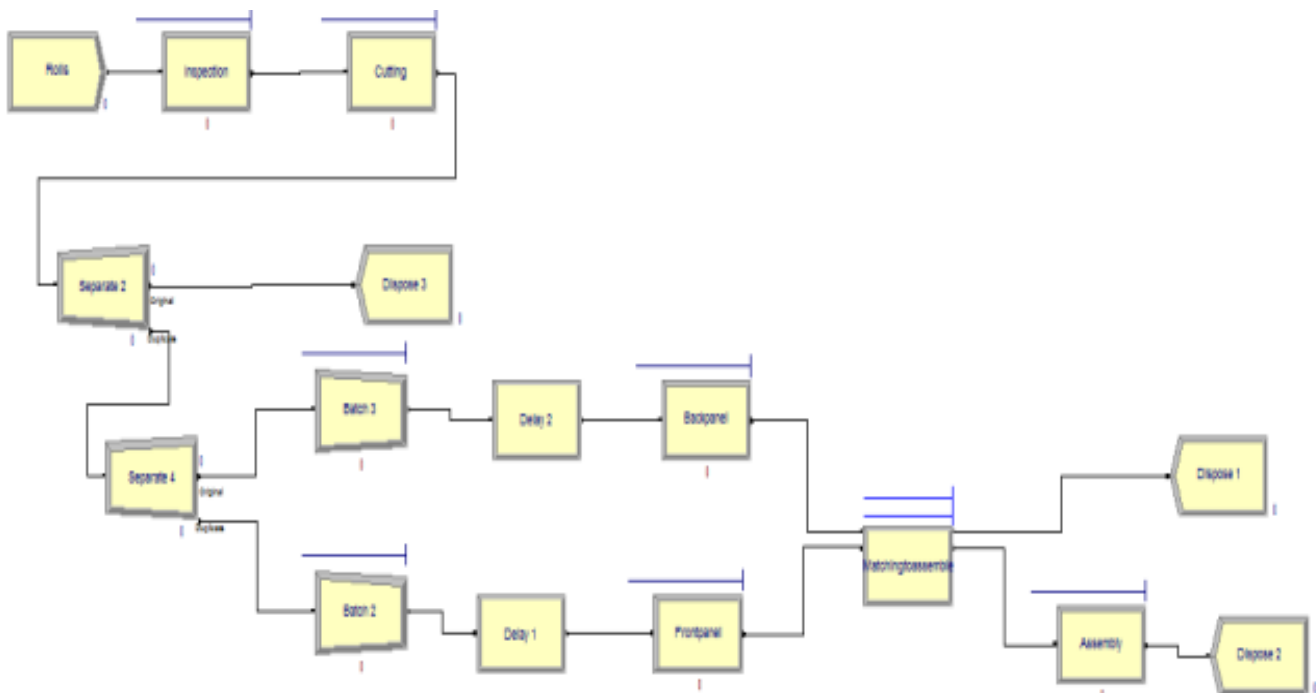 Rolls
Inspection
Cutting
Separate 2
Original
Duplicate
Dispose 3
Batch 3
Delay 2
Backpanel
Separate 4
Original
Duplicate
Dispose 1
Matchingtoassemble
Batch 2
Delay 1
Frontpanel
Assembly
Dispose 2